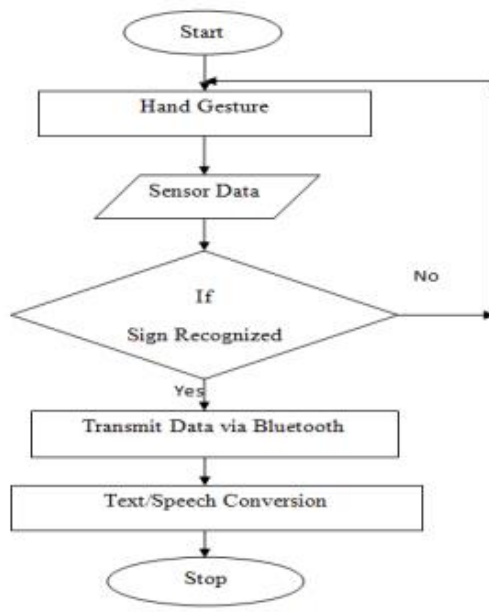 Start
Hand Gesture
Sensor Data
If
Sign Recognized
No
Yes
Transmit Data via Bluetooth
Text/Speech Conversion
Stop